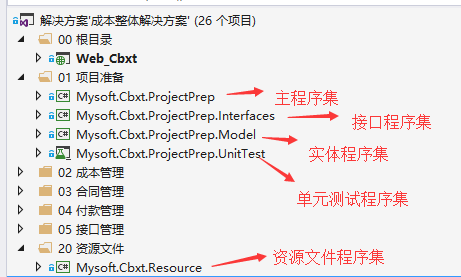 解决方案'成本整体解决方案' (26 个项目)
00 根目录
Web_Cbxt
01 项目准备
Mysoft.Cbxt.ProjectPrep 主程序集
Mysoft.Cbxt.ProjectPrep.Interfaces 接口程序集
Mysoft.Cbxt.ProjectPrep.Model 实体程序集
Mysoft.Cbxt.ProjectPrep.UnitTest 单元测试程序集
02 成本管理
03 合同管理
04 付款管理
05 接口管理
20 资源文件
Mysoft.Cbxt.Resource 资源文件程序集